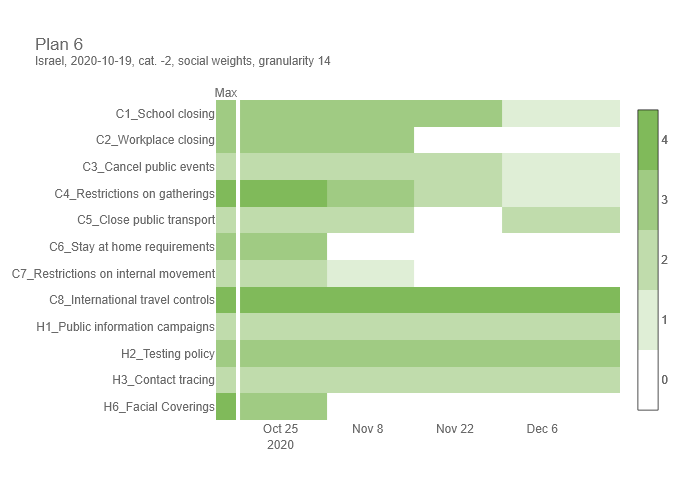 Plan 6
Israel, 2020-10-19, cat. -2, social weights, granularity 14
Max
C1_School closing
C2_Workplace closing
C3_Cancel public events
C4_Restrictions on gatherings
C5_Close public transport
C6_Stay at home requirements
C7_Restrictions on internal movement
C8_International travel controls
H1_Public information campaigns
H2_Testing policy
H3_Contact tracing
H6_Facial Coverings
Oct 25 Nov 8 Nov 22 Dec 6
2020
4
3
2
1
0